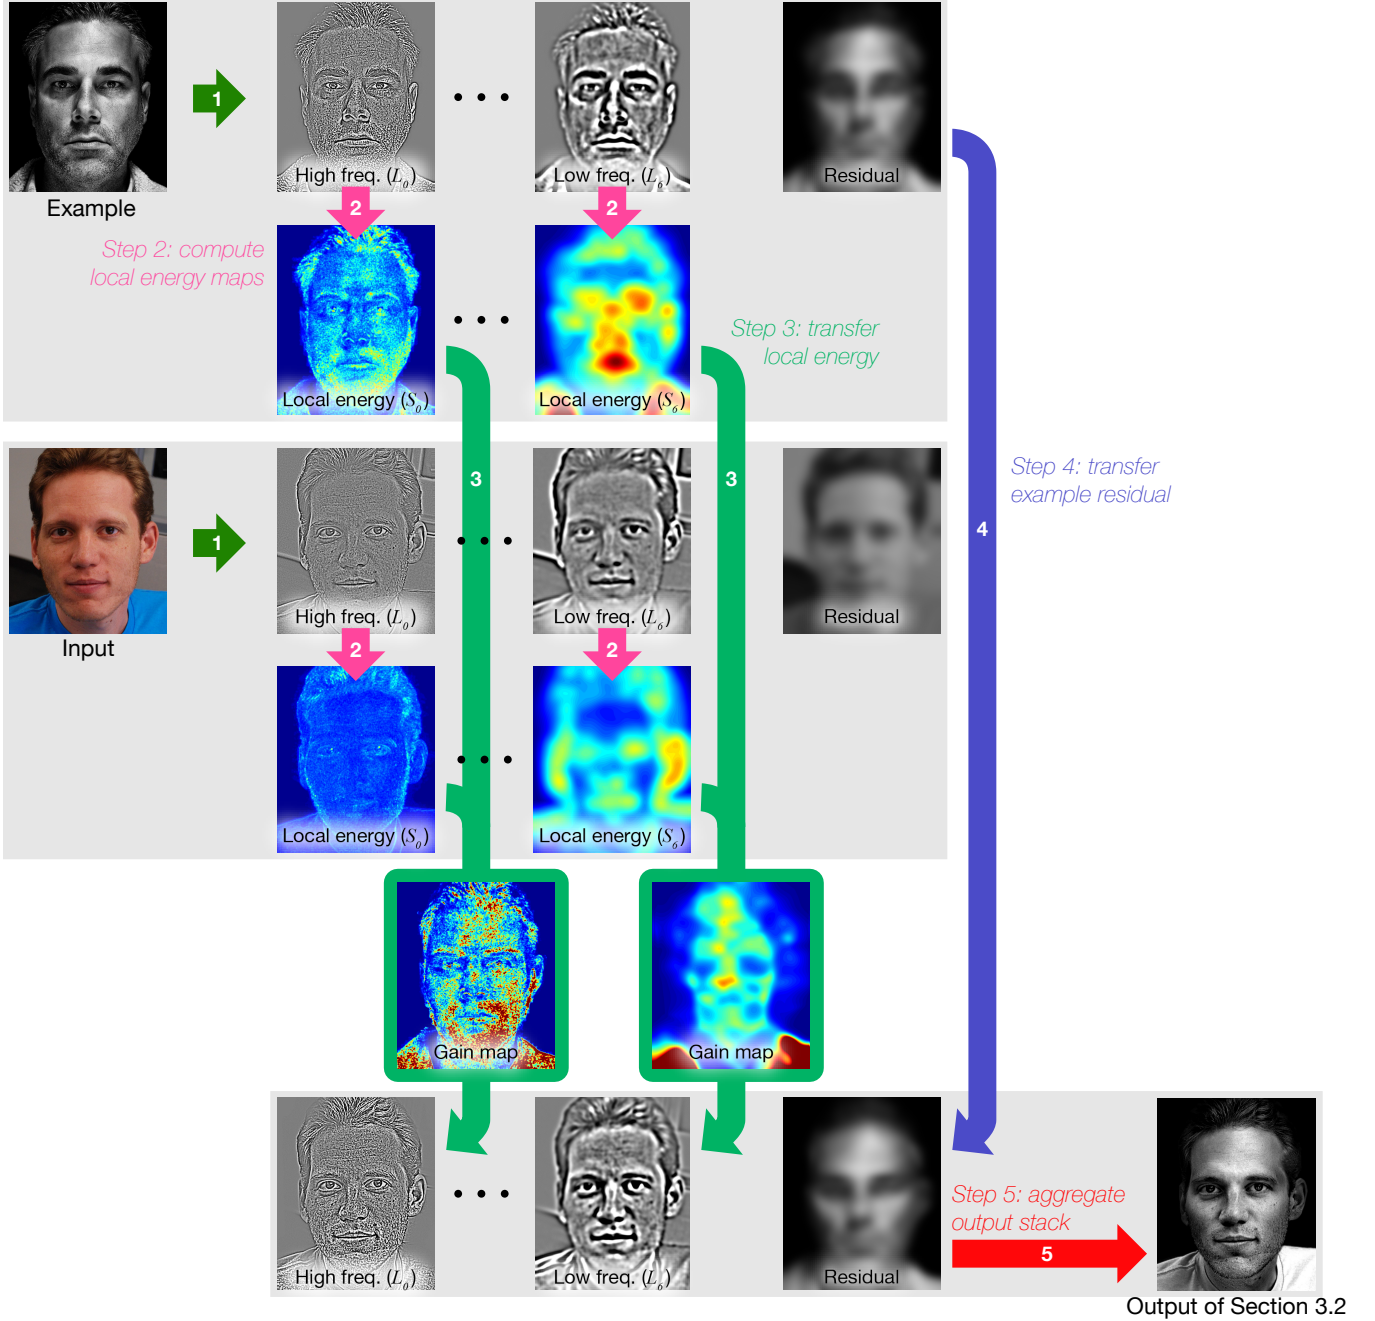 1
High freq. (L0)
Low freq. (L6)
Residual
Example
2
2
Step 2: compute
local energy maps
Step 3: transfer
local energy
Local energy (S0)
Local energy (S6)
3
3
Step 4: transfer
example residual
4
1
High freq. (L0)
Low freq. (L6)
Residual
Input
2
2
Local energy (S0)
Local energy (S6)
Gain map
Gain map
Step 5: aggregate
output stack
5
High freq. (L0)
Low freq. (L6)
Residual
Output of Section 3.2